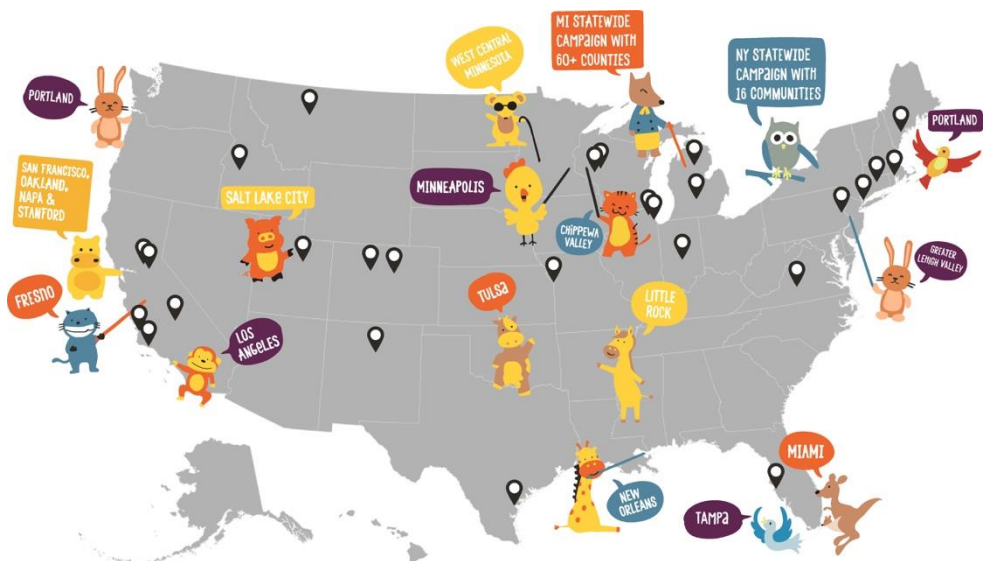 PORTLAND
SAN FRANCISCO,
OAKLAND,
NAPA &
STANFORD
FRESNO
LOS
ANGELES
SALT LAKE CITY
WEST CENTRAL
MINNESOTA
MINNEAPOLIS
MI STATEWIDE
CAMPAIGN WITH
60+ COUNTIES
CHIPPEWA
VALLEY
NY STATEWIDE
CAMPAIGN WITH
16 COMMUNITIES
PORTLAND
GREATER
LEHIGH VALLEY
TULSA
LITTLE
ROCK
NEW
ORLEANS
TAMPA
MIAMI